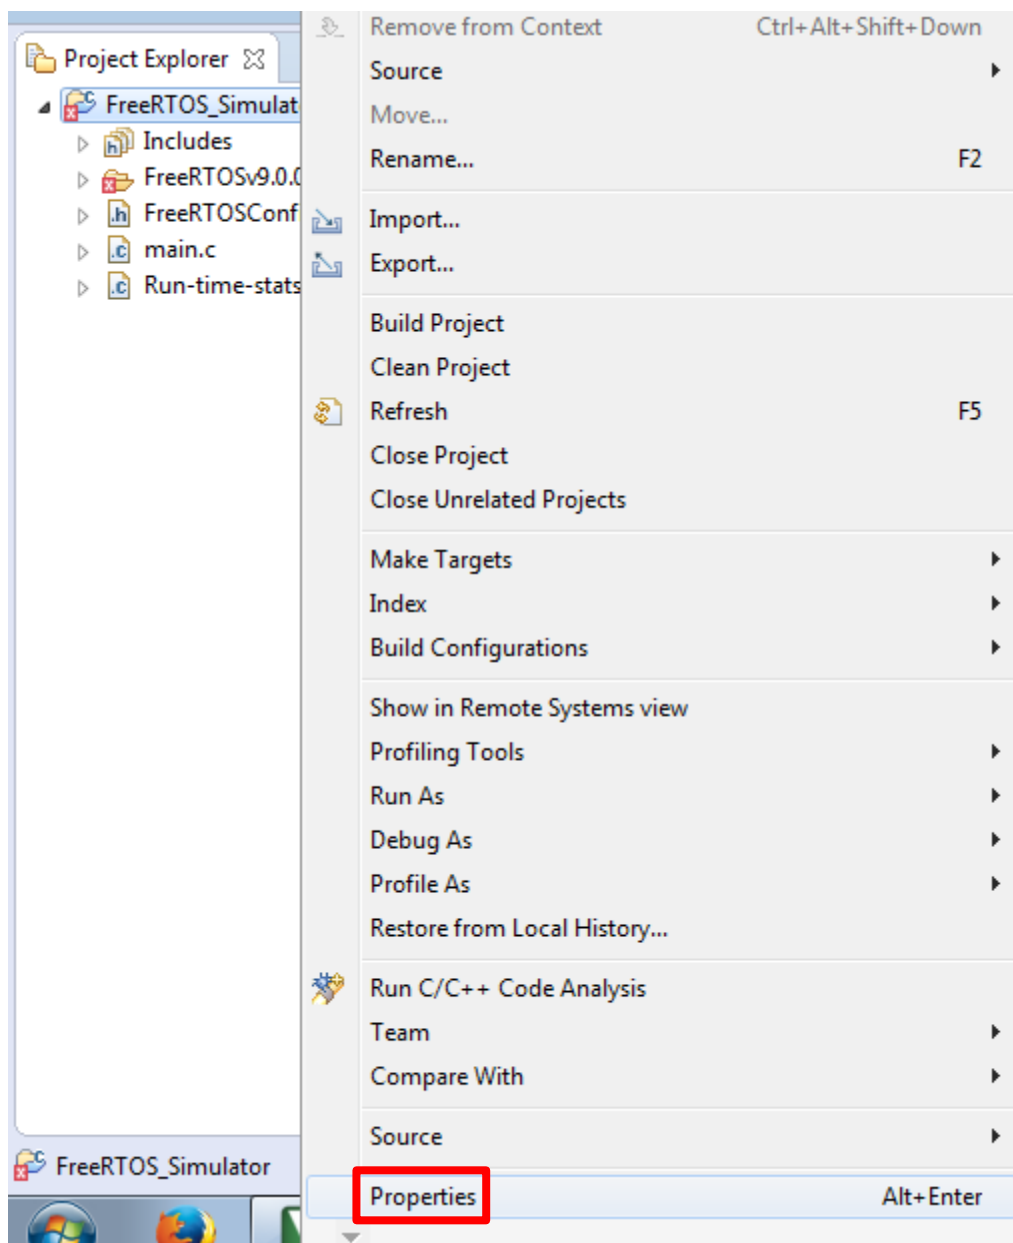 Project Explorer
FreeRTOS_Simulat
Includes
FreeRTOSv9.0.0
FreeRTOSConf
main.c
Run-time-stats
Remove from Context Ctrl+Alt+Shift+Down
Source
Move...
Rename... F2
Import...
Export...
Build Project
Clean Project
Refresh F5
Close Project
Close Unrelated Projects
Make Targets
Index
Build Configurations
Show in Remote Systems view
Profiling Tools
Run As
Debug As
Profile As
Restore from Local History...
Run C/C++ Code Analysis
Team
Compare With
Source
Properties Alt+Enter
FreeRTOS_Simulator